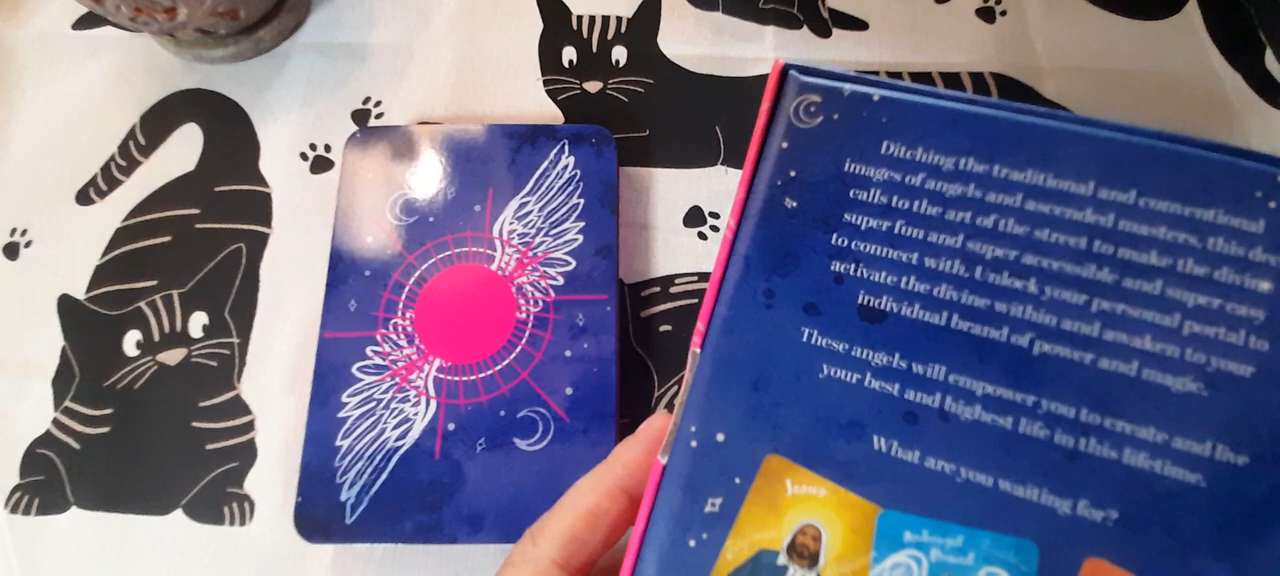 Ditching the traditional and conventional
images of angels and ascended masters, this
calls to the art of the street to make the divine
super fun and super accessible and super easy
to connect with. Unlock your personal portal to
activate the divine within and awaken to your
individual brand of power and magic.
These angels will empower you to create and live
your best and highest life in this lifetime.
What are you waiting for?
Jesus
Archangel